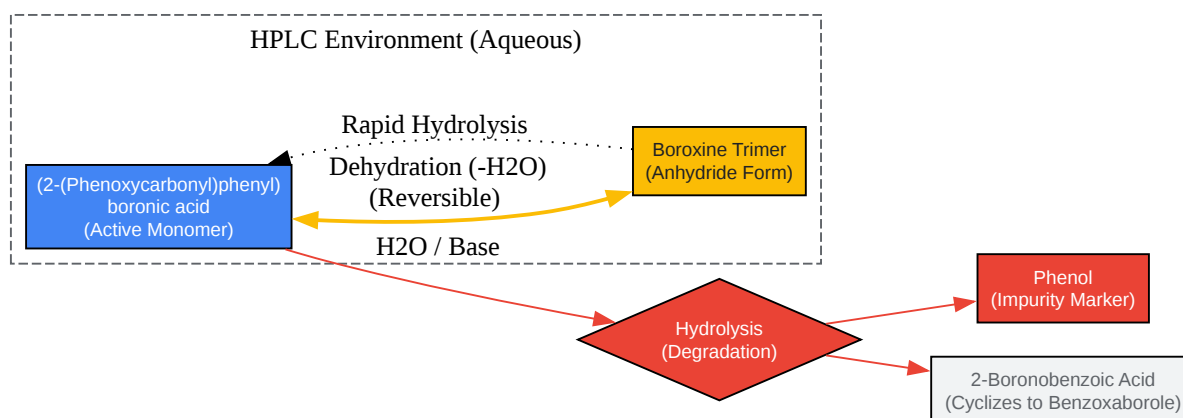 HPLC Environment (Aqueous)
Rapid Hydrolysis
Dehydration (-H2O)
(Reversible)
Boroxine Trimer
(Anhydride Form)
(2-(Phenoxycarbonyl)phenyl)
boronic acid
(Active Monomer)
H2O / Base
Hydrolysis
(Degradation)
Phenol
(Impurity Marker)
2-Boronobenzoic Acid
(Cyclizes to Benzoxaborole)